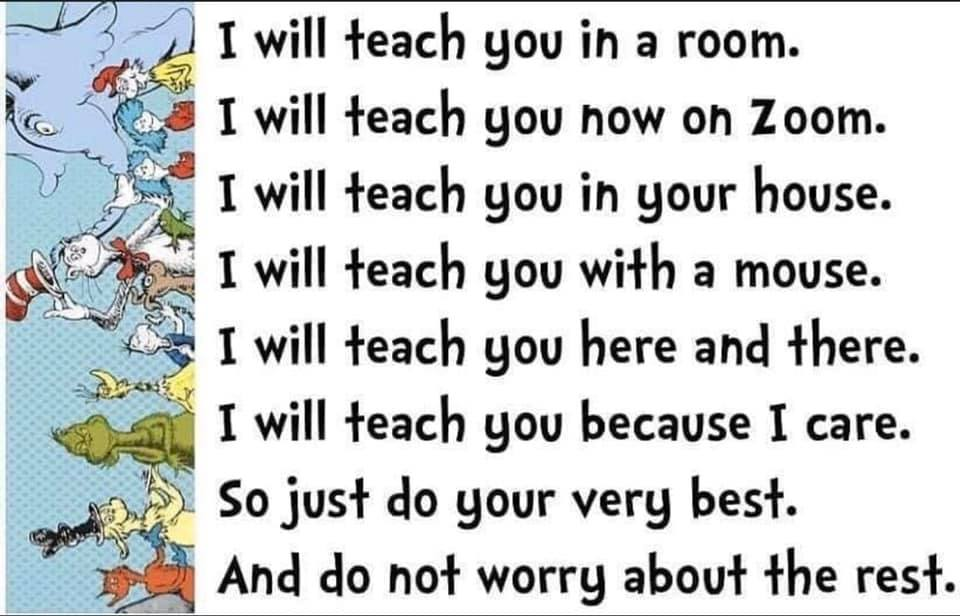 I will teach you in a room.
I will teach you now on Zoom.
I will teach you in your house.
I will teach you with a mouse.
I will teach you here and there.
I will teach you because I care.
So just do your very best.
And do not worry about the rest.